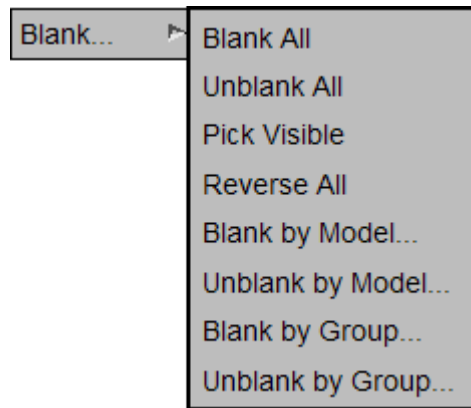 Blank...
Blank All
Unblank All
Pick Visible
Reverse All
Blank by Model...
Unblank by Model...
Blank by Group...
Unblank by Group...